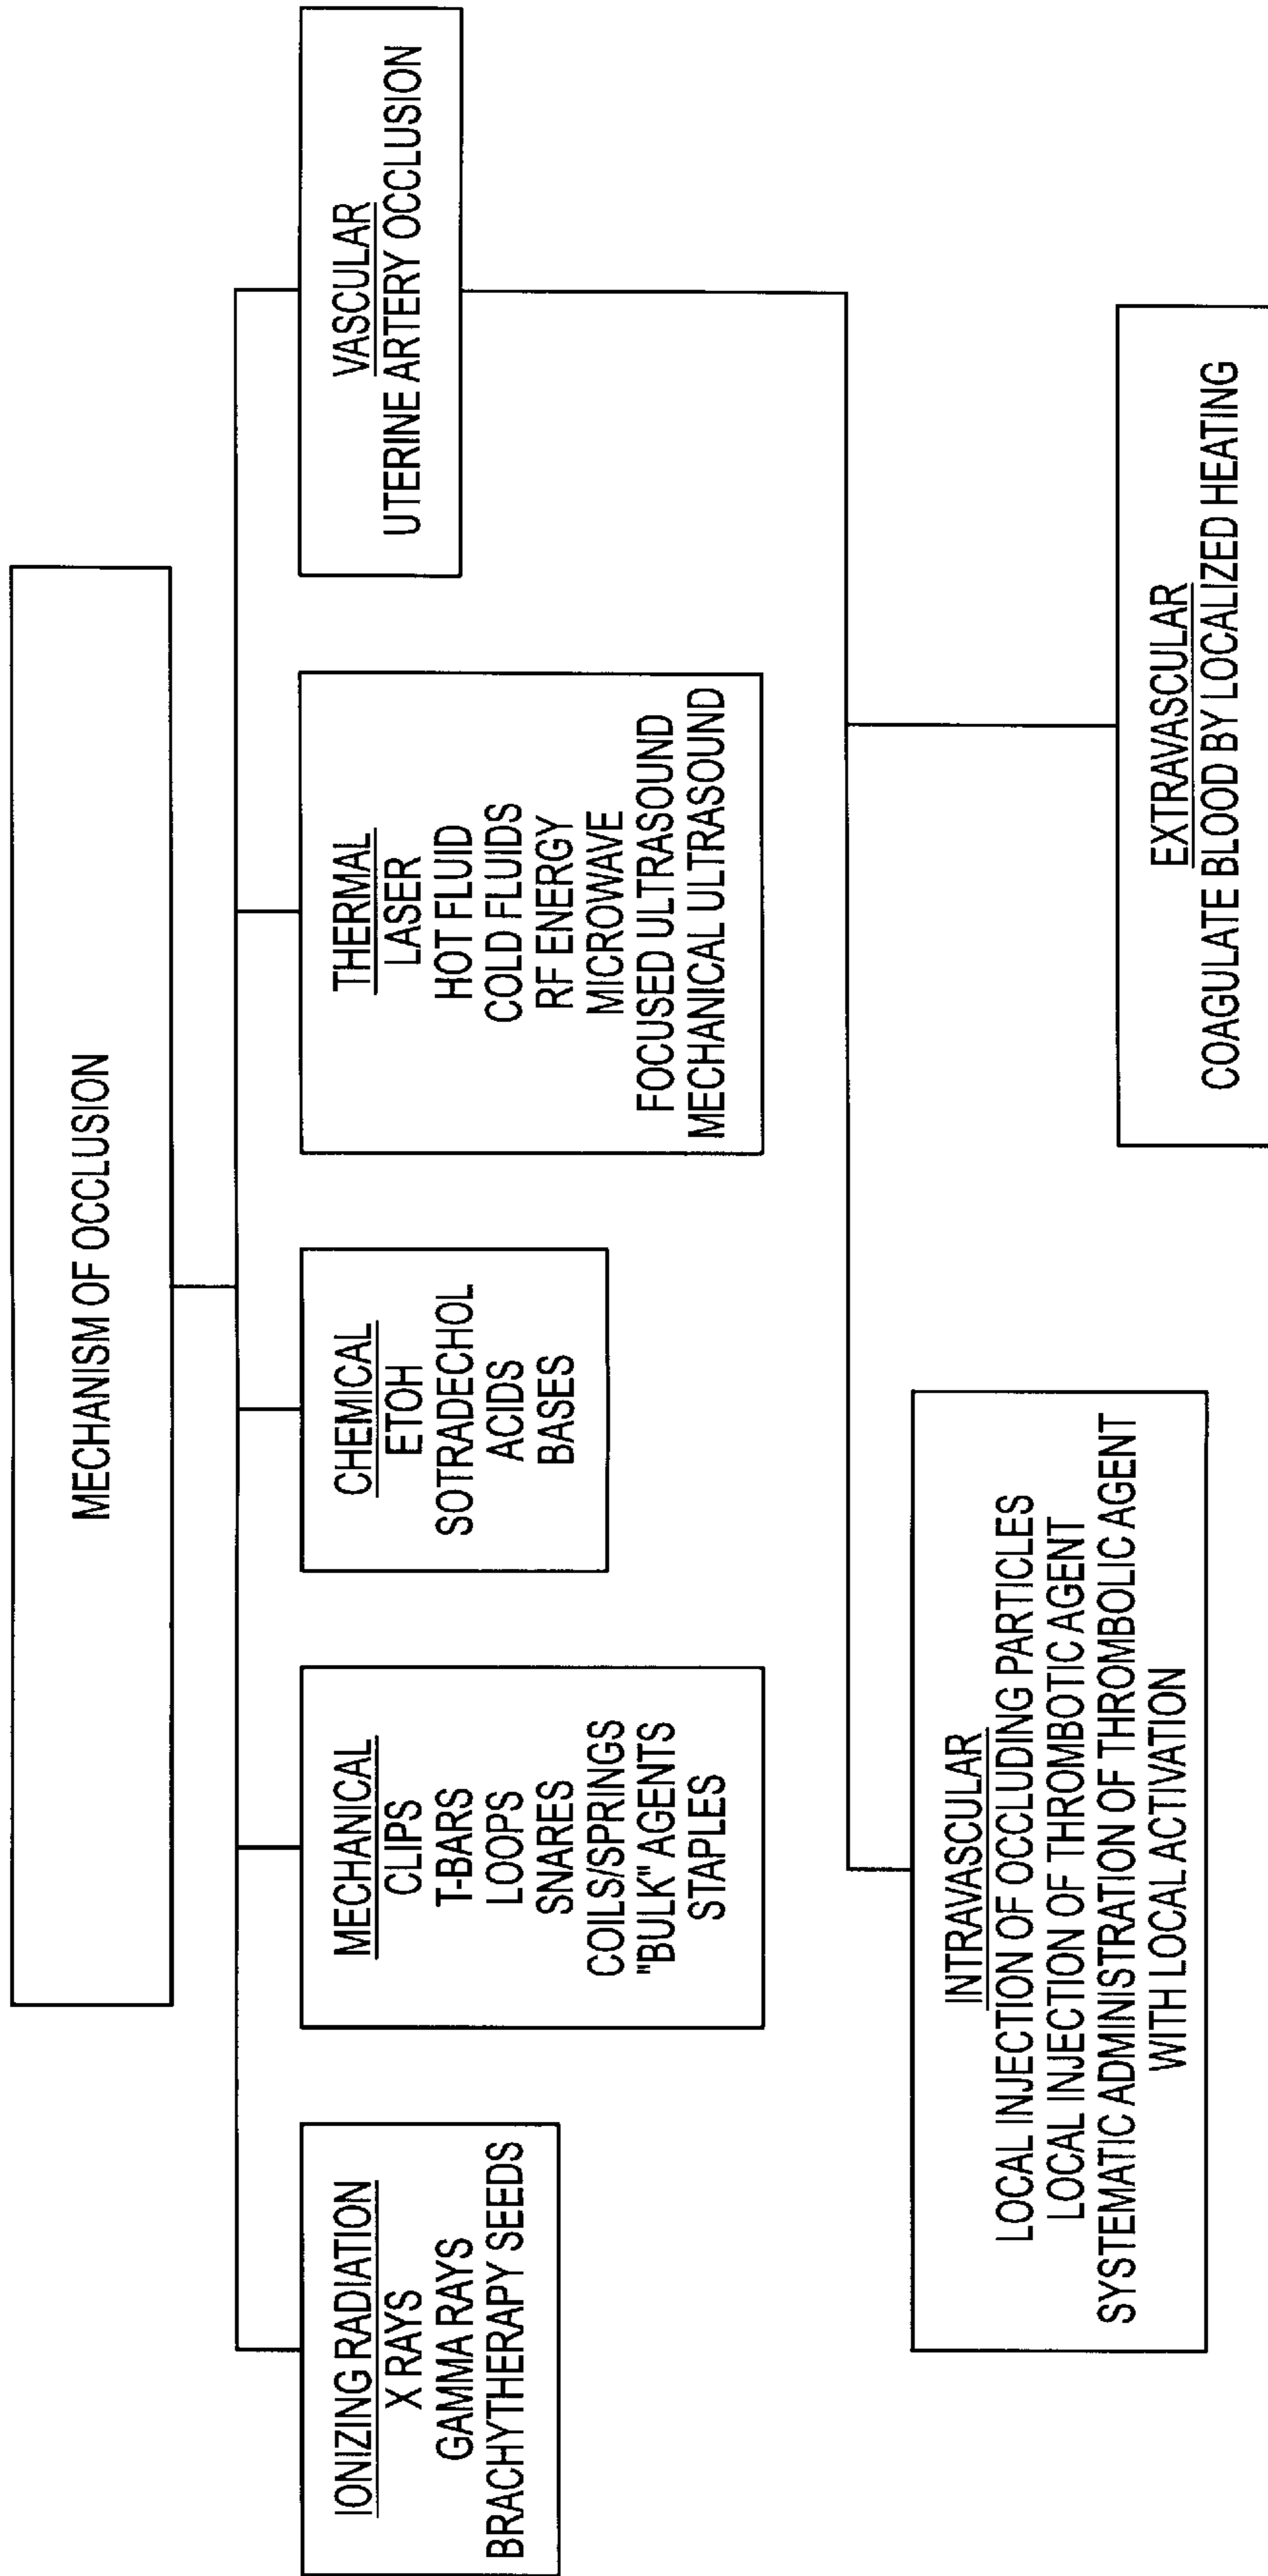 MECHANISM OF OCCLUSION
IONIZING RADIATION
X RAYS
GAMMA RAYS
BRACHYTHERAPY SEEDS
MECHANICAL
CLIPS
T-BARS
LOOPS
SNARES
COILS/SPRINGS
"BULK" AGENTS
STAPLES
CHEMICAL
ETOH
SOTRADECHOL
ACIDS
BASES
THERMAL
LASER
HOT FLUID
COLD FLUIDS
RF ENERGY
MICROWAVE
FOCUSED ULTRASOUND
MECHANICAL ULTRASOUND
VASCULAR
UTERINE ARTERY OCCLUSION
INTRAVASCULAR
LOCAL INJECTION OF OCCLUDING PARTICLES
LOCAL INJECTION OF THROMBOTIC AGENT
SYSTEMATIC ADMINISTRATION OF THROMBOLIC AGENT
WITH LOCAL ACTIVATION
EXTRAVASCULAR
COAGULATE BLOOD BY LOCALIZED HEATING